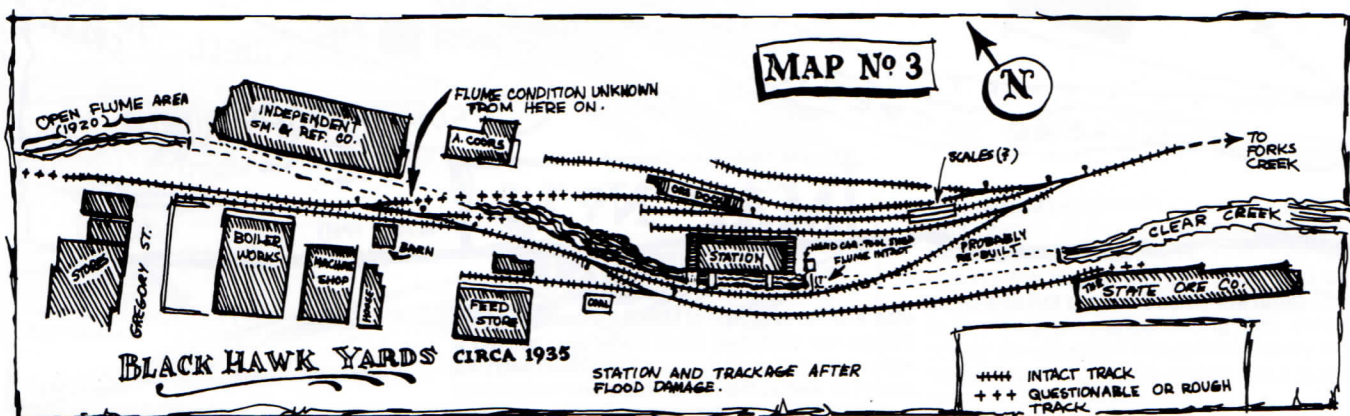 MAP Nº 3
N
OPEN FLUME AREA
(1920)
INDEPENDENT
SM. & REF. CO.
FLUME CONDITION UNKNOWN
FROM HERE ON.
A. COORS
ORE DOCK
SCALES (?)
TO
FORKS
CREEK
STORES
GREGORY ST.
BOILER
WORKS
MACHINE
SHOP
HOUSE
BARN
FEED
STORE
COAL
STATION
HAND CAR-TOOL SHED
FLUME INTACT
PROBABLY
RE-BUILT
CLEAR CREEK
THE
STATE ORE CO.
BLACK HAWK YARDS CIRCA 1935
STATION AND TRACKAGE AFTER
FLOOD DAMAGE.
INTACT TRACK
+++ QUESTIONABLE OR ROUGH
TRACK